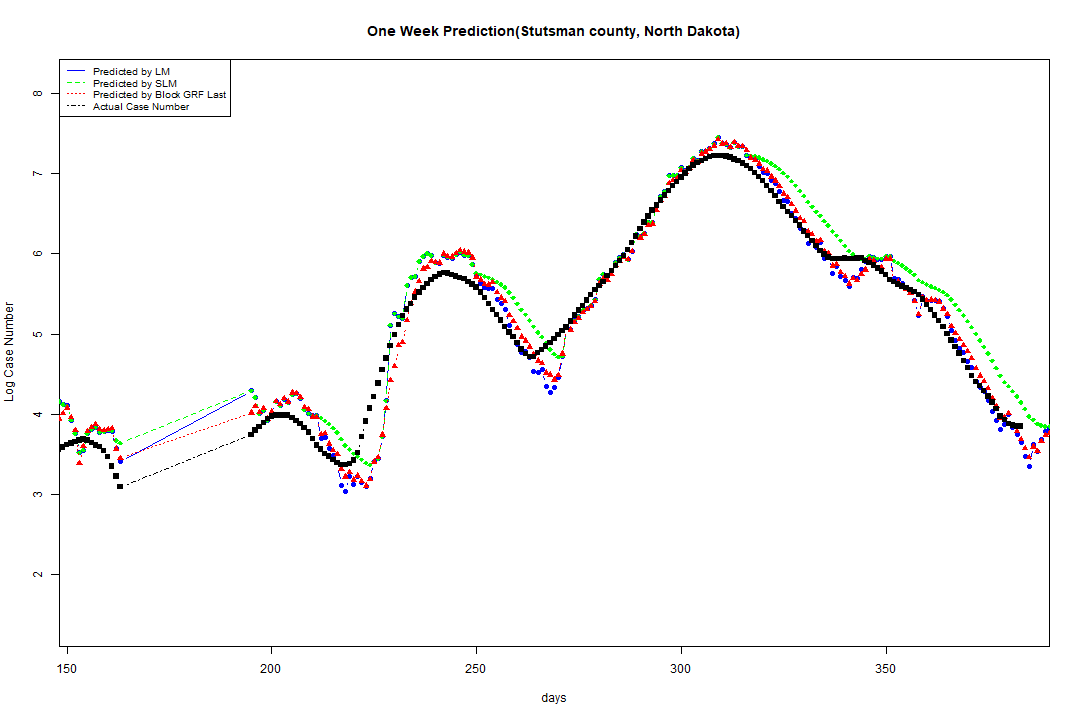 One Week Prediction(Stutsman county, North Dakota)
Predicted by LM
Predicted by SLM
Predicted by Block GRF Last
Actual Case Number
Log Case Number
8
7
6
5
4
3
2
150 200 250 300 350
days